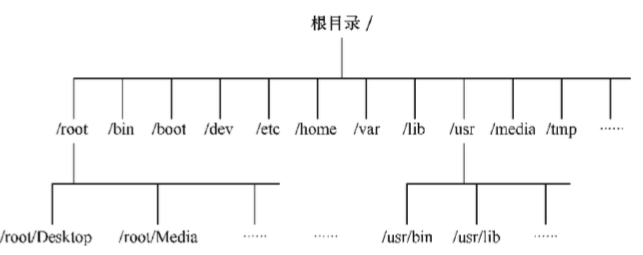 根目录 /
/root /bin /boot /dev /etc /home /var /lib /usr /media /tmp ……
/root/Desktop /root/Media …… …… /usr/bin /usr/lib ……